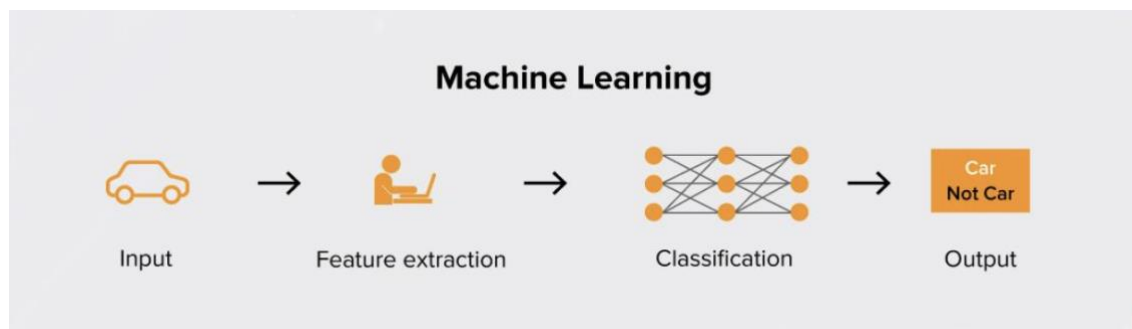 Machine Learning
Input
Feature extraction
Classification
Car
Not Car
Output